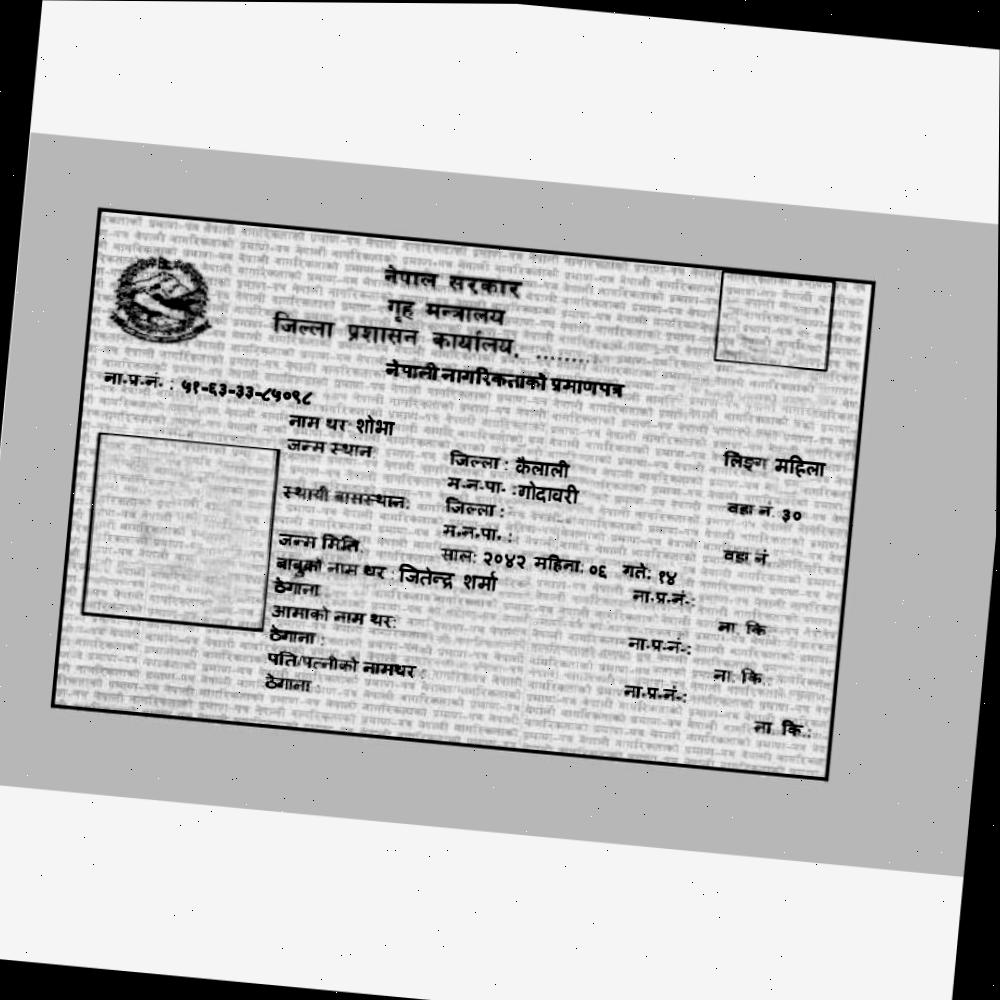 नेपाल सरकार
गृह मन्त्रालय
जिल्ला प्रशासन कार्यालय, ........
नेपाली नागरिकताको प्रमाणपत्र
ना.प्र.नं. : ५१-६३-३३-८५०९८
नाम थर: शोभा
लिङ्ग महिला
जन्म स्थान: जिल्ला : कैलाली
म.न.पा. :गोदावरी वडा नं. ३०
स्थायी बासस्थान: जिल्ला :
म.न.पा. : वडा नं.
जन्म मिति: साल: २०४२ महिना: ०६ गते: १४
बाबुको नाम थर : जितेन्द्र शर्मा ना.प्र.नं.:
ठेगाना : ना. कि
आमाको नाम थर: ना.प्र.नं.:
ठेगाना : ना. कि.:
पति/पत्नीको नामथर : ना.प्र.नं.:
ठेगाना : ना. कि.: